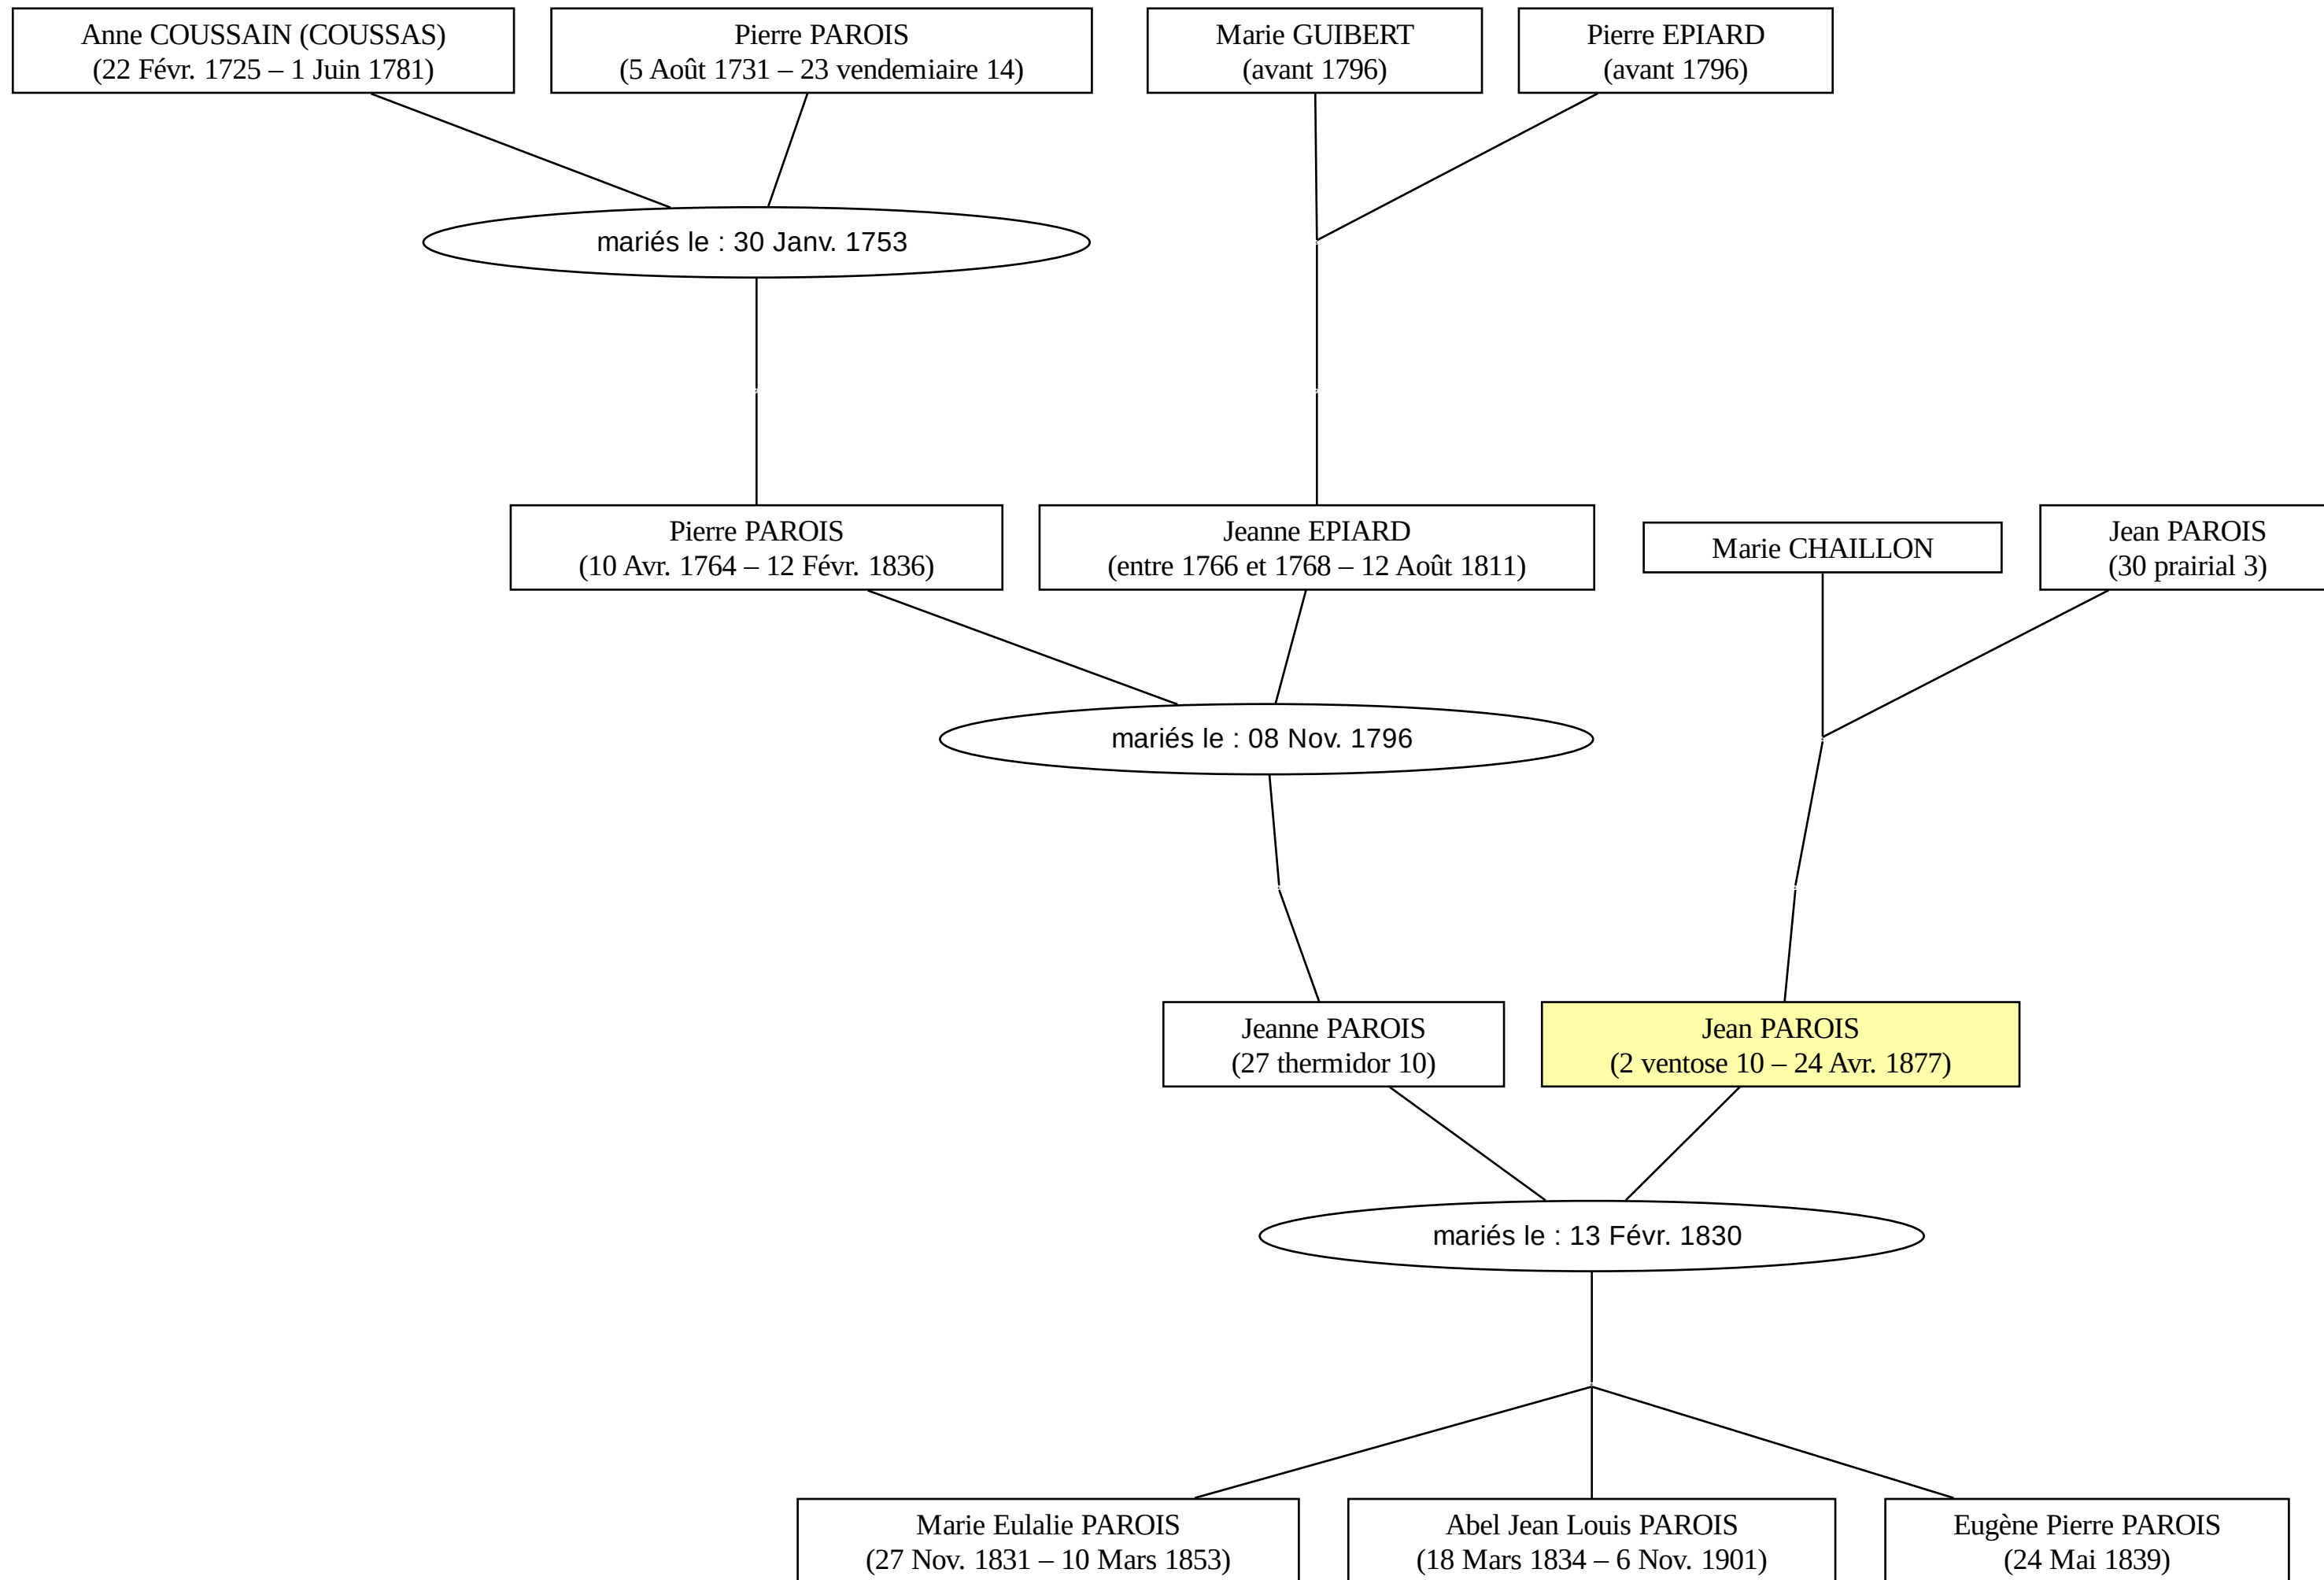 Anne COUSSAIN (COUSSAS)
(22 Févr. 1725 – 1 Juin 1781)
Pierre PAROIS
(5 Août 1731 – 23 vendemiaire 14)
Marie GUIBERT
(avant 1796)
Pierre EPIARD
(avant 1796)
mariés le : 30 Janv. 1753
Pierre PAROIS
(10 Avr. 1764 – 12 Févr. 1836)
Jeanne EPIARD
(entre 1766 et 1768 – 12 Août 1811)
Marie CHAILLON
Jean PAROIS
(30 prairial 3)
mariés le : 08 Nov. 1796
Jeanne PAROIS
(27 thermidor 10)
Jean PAROIS
(2 ventose 10 – 24 Avr. 1877)
mariés le : 13 Févr. 1830
Marie Eulalie PAROIS
(27 Nov. 1831 – 10 Mars 1853)
Abel Jean Louis PAROIS
(18 Mars 1834 – 6 Nov. 1901)
Eugène Pierre PAROIS
(24 Mai 1839)